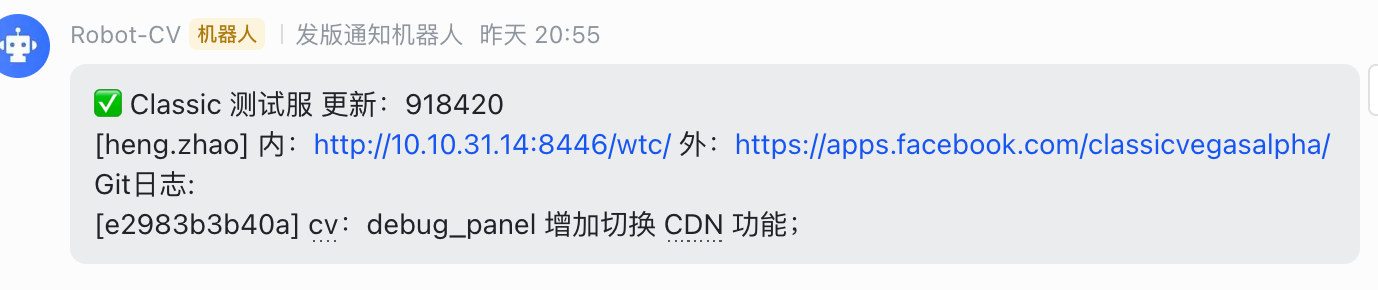 Robot-CV 机器人 | 发版通知机器人 昨天 20:55
✅ Classic 测试服 更新：918420
[heng.zhao] 内：http://10.10.31.14:8446/wtc/ 外：https://apps.facebook.com/classicvegasalpha/
Git日志:
[e2983b3b40a] cv：debug_panel 增加切换 CDN 功能；